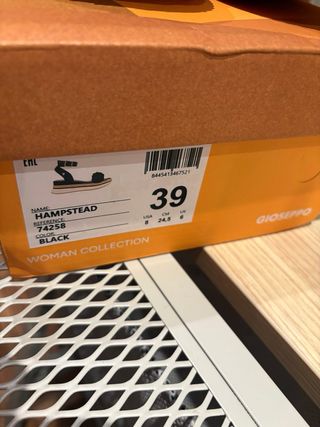 EAC
8445413467521
NAME:
HAMPSTEAD
REFERENCE:
74258
COLOR:
BLACK
39
USA CM UK
8 24,5 6
WOMAN COLLECTION
GIOSEPPO